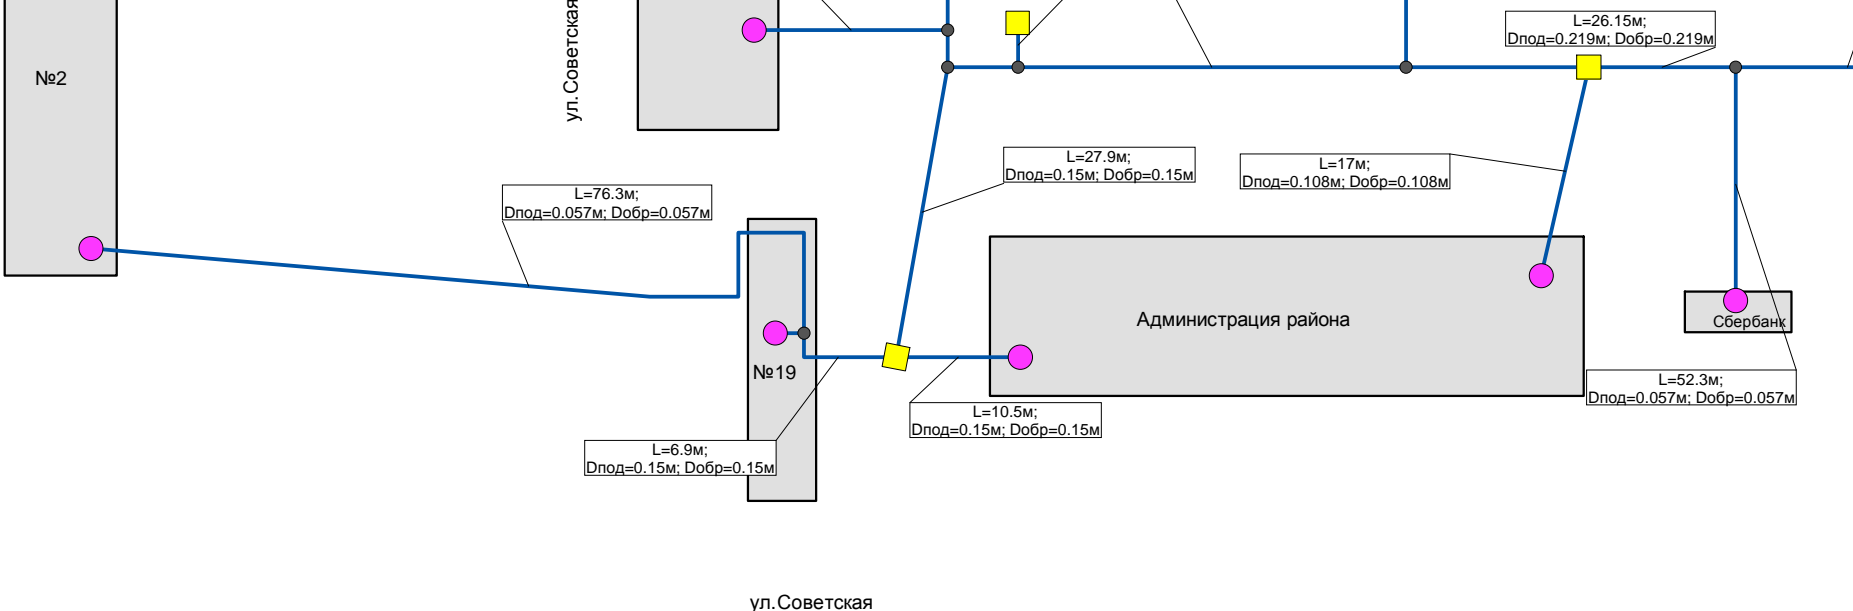 ул.Советская
L=26.15м;
Dпод=0.219м; Dобр=0.219м
№2
L=27.9м;
Dпод=0.15м; Dобр=0.15м
L=17м;
Dпод=0.108м; Dобр=0.108м
L=76.3м;
Dпод=0.057м; Dобр=0.057м
Администрация района
Сбербанк
№19
L=52.3м;
Dпод=0.057м; Dобр=0.057м
L=10.5м;
Dпод=0.15м; Dобр=0.15м
L=6.9м;
Dпод=0.15м; Dобр=0.15м
ул.Советская